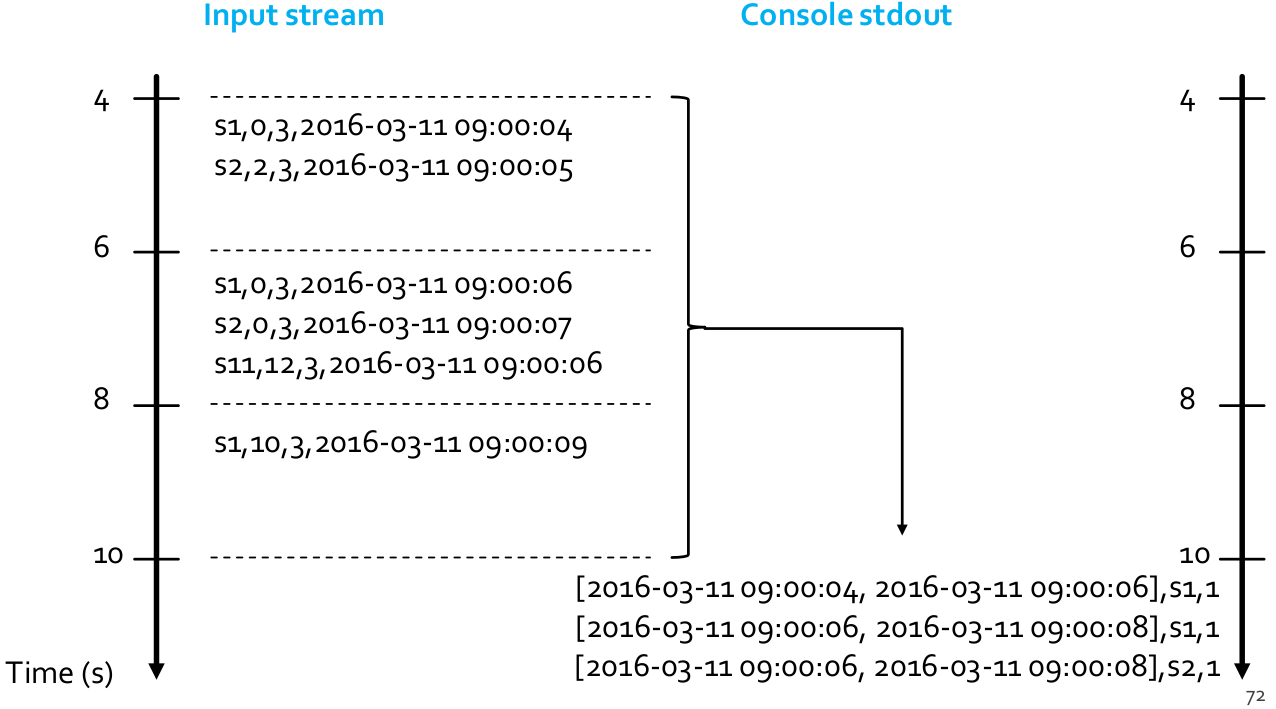 Input stream
Console stdout
4
s1,0,3,2016-03-11 09:00:04
s2,2,3,2016-03-11 09:00:05
6
s1,0,3,2016-03-11 09:00:06
s2,0,3,2016-03-11 09:00:07
s11,12,3,2016-03-11 09:00:06
8
s1,10,3,2016-03-11 09:00:09
10
Time (s)
4
6
8
10
[2016-03-11 09:00:04, 2016-03-11 09:00:06],s1,1
[2016-03-11 09:00:06, 2016-03-11 09:00:08],s1,1
[2016-03-11 09:00:06, 2016-03-11 09:00:08],s2,1
72